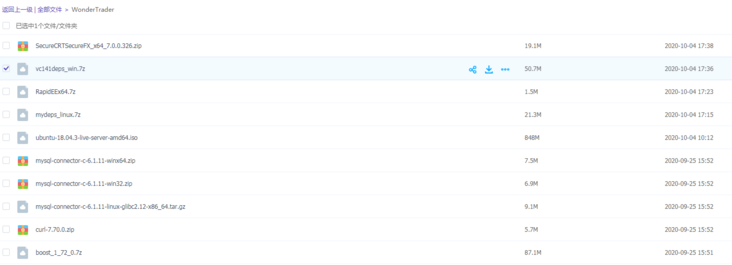 返回上一级 | 全部文件 > WonderTrader
已选中1个文件/文件夹
SecureCRTSecureFX_x64_7.0.0.326.zip 19.1M 2020-10-04 17:38
vc141deps_win.7z 50.7M 2020-10-04 17:36
RapidEEx64.7z 1.5M 2020-10-04 17:23
mydeps_linux.7z 21.3M 2020-10-04 17:15
ubuntu-18.04.3-live-server-amd64.iso 848M 2020-10-04 10:12
mysql-connector-c-6.1.11-winx64.zip 7.5M 2020-09-25 15:52
mysql-connector-c-6.1.11-win32.zip 6.9M 2020-09-25 15:52
mysql-connector-c-6.1.11-linux-glibc2.12-x86_64.tar.gz 9.1M 2020-09-25 15:52
curl-7.70.0.zip 5.7M 2020-09-25 15:52
boost_1_72_0.7z 87.1M 2020-09-25 15:51